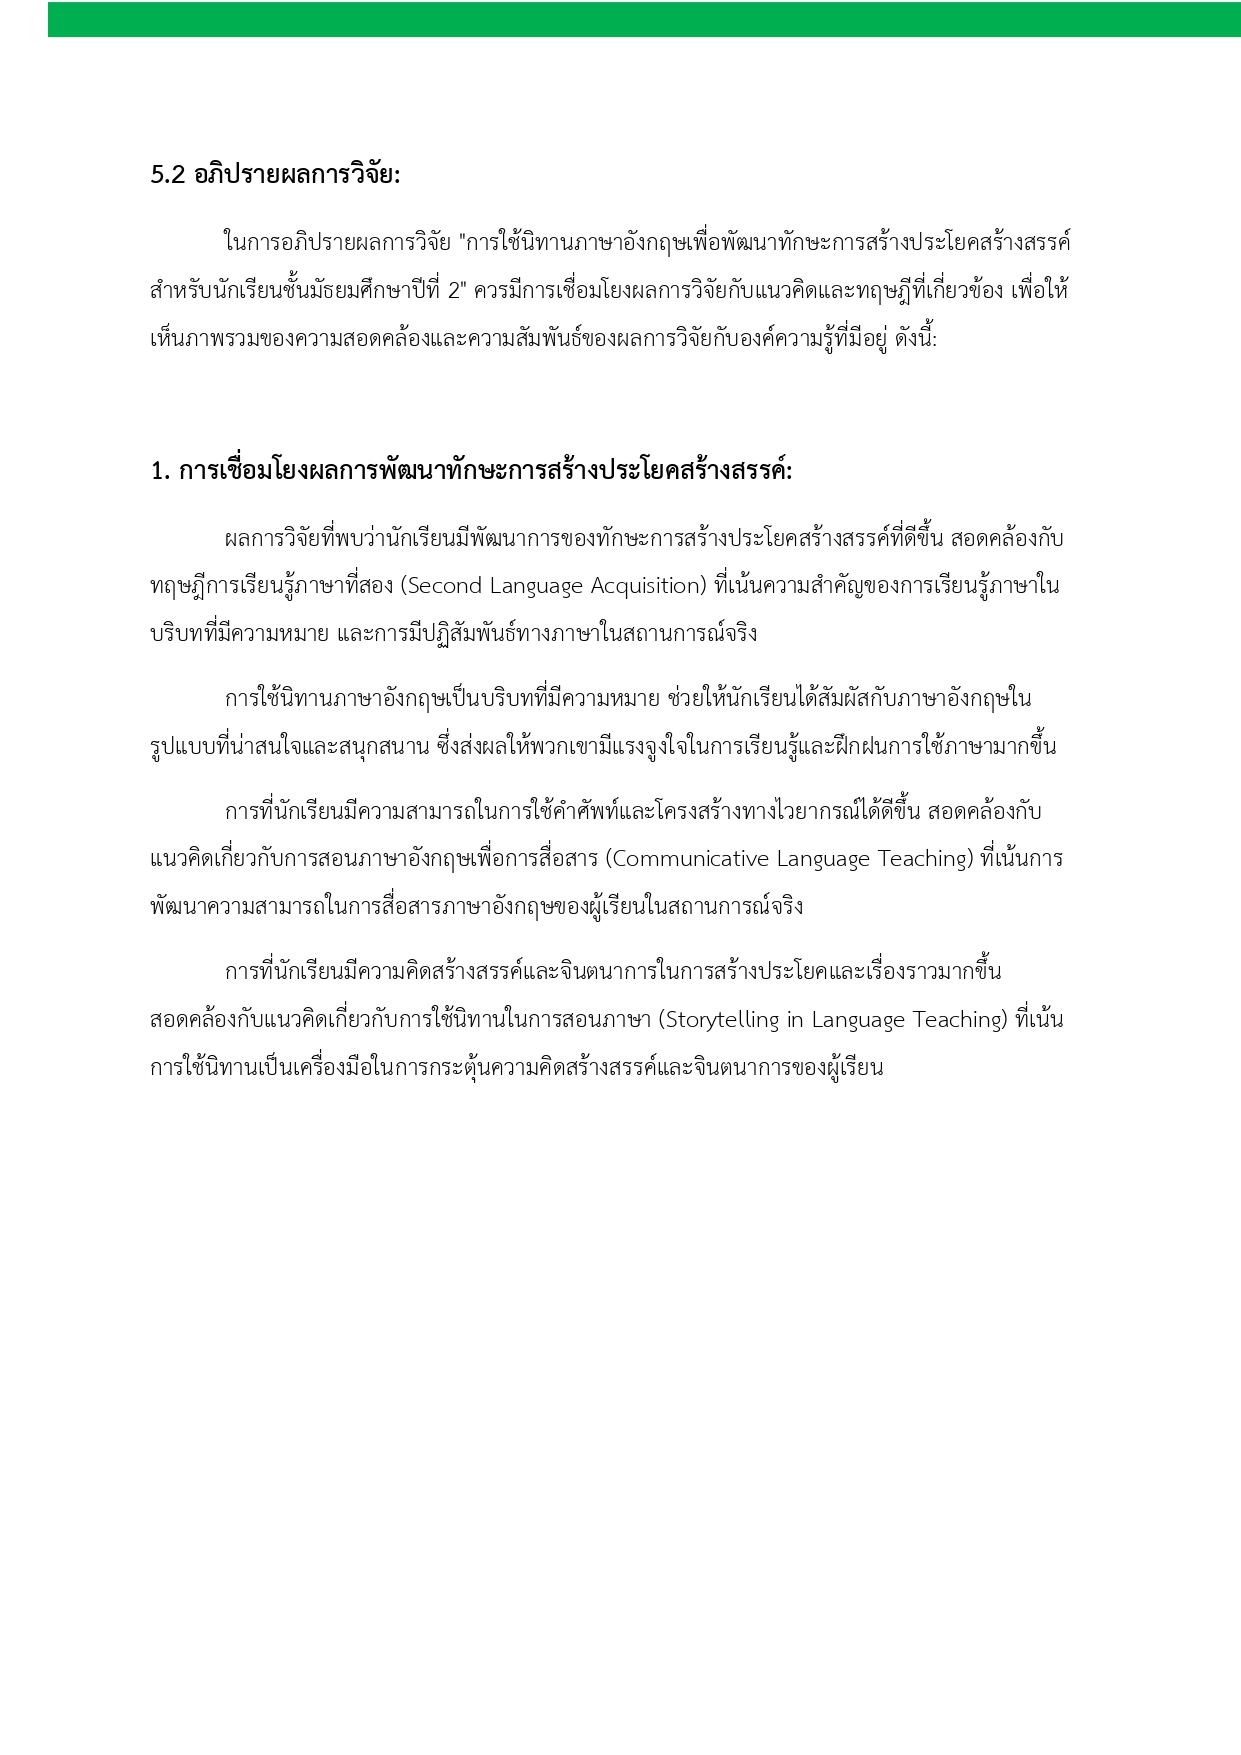 5.2 อภิปรายผลการวิจัย:
ในการอภิปรายผลการวิจัย "การใช้นิทานภาษาอังกฤษเพื่อพัฒนาทักษะการสร้างประโยคสร้างสรรค์
สำหรับนักเรียนชั้นมัธยมศึกษาปีที่ 2" ควรมีการเชื่อมโยงผลการวิจัยกับแนวคิดและทฤษฎีที่เกี่ยวข้อง เพื่อให้
เห็นภาพรวมของความสอดคล้องและความสัมพันธ์ของผลการวิจัยกับองค์ความรู้ที่มีอยู่ ดังนี้:
1. การเชื่อมโยงผลการพัฒนาทักษะการสร้างประโยคสร้างสรรค์:
ผลการวิจัยที่พบว่านักเรียนมีพัฒนาการของทักษะการสร้างประโยคสร้างสรรค์ที่ดีขึ้น สอดคล้องกับ
ทฤษฎีการเรียนรู้ภาษาที่สอง (Second Language Acquisition) ที่เน้นความสำคัญของการเรียนรู้ภาษาใน
บริบทที่มีความหมาย และการมีปฏิสัมพันธ์ทางภาษาในสถานการณ์จริง
การใช้นิทานภาษาอังกฤษเป็นบริบทที่มีความหมาย ช่วยให้นักเรียนได้สัมผัสกับภาษาอังกฤษใน
รูปแบบที่น่าสนใจและสนุกสนาน ซึ่งส่งผลให้พวกเขามีแรงจูงใจในการเรียนรู้และฝึกฝนการใช้ภาษามากขึ้น
การที่นักเรียนมีความสามารถในการใช้คำศัพท์และโครงสร้างทางไวยากรณ์ได้ดีขึ้น สอดคล้องกับ
แนวคิดเกี่ยวกับการสอนภาษาอังกฤษเพื่อการสื่อสาร (Communicative Language Teaching) ที่เน้นการ
พัฒนาความสามารถในการสื่อสารภาษาอังกฤษของผู้เรียนในสถานการณ์จริง
การที่นักเรียนมีความคิดสร้างสรรค์และจินตนาการในการสร้างประโยคและเรื่องราวมากขึ้น
สอดคล้องกับแนวคิดเกี่ยวกับการใช้นิทานในการสอนภาษา (Storytelling in Language Teaching) ที่เน้น
การใช้นิทานเป็นเครื่องมือในการกระตุ้นความคิดสร้างสรรค์และจินตนาการของผู้เรียน